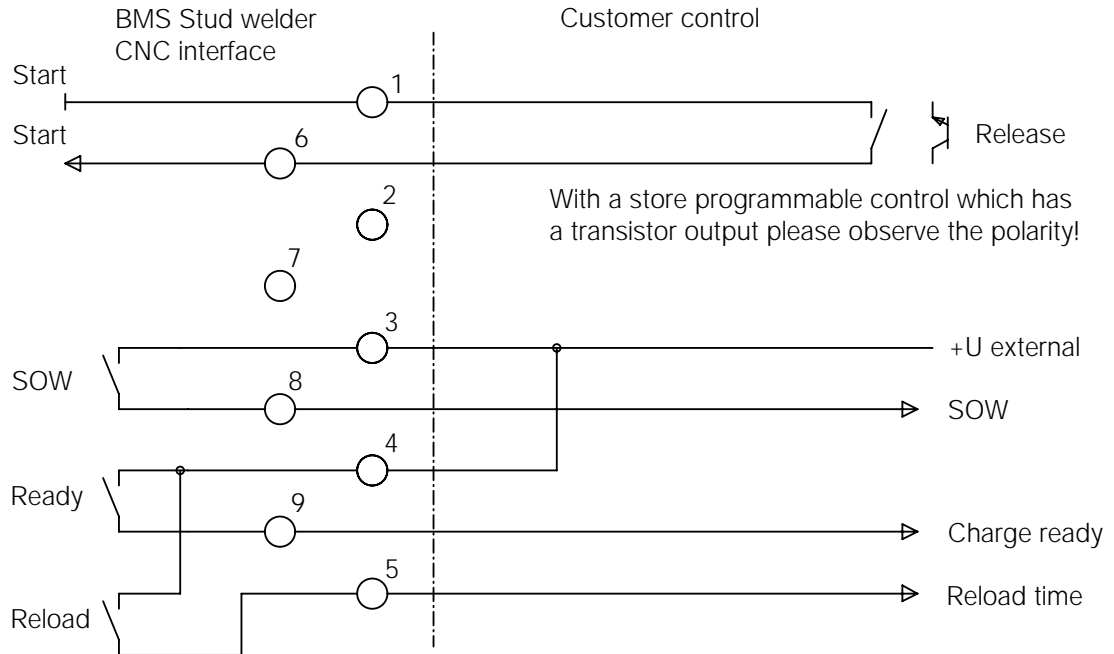 BMS Stud welder
CNC interface
Customer control
Start
1
Start
6
Release
2
With a store programmable control which has
a transistor output please observe the polarity!
7
3
+U external
SOW
8
SOW
4
Ready
9
Charge ready
5
Reload time
Reload